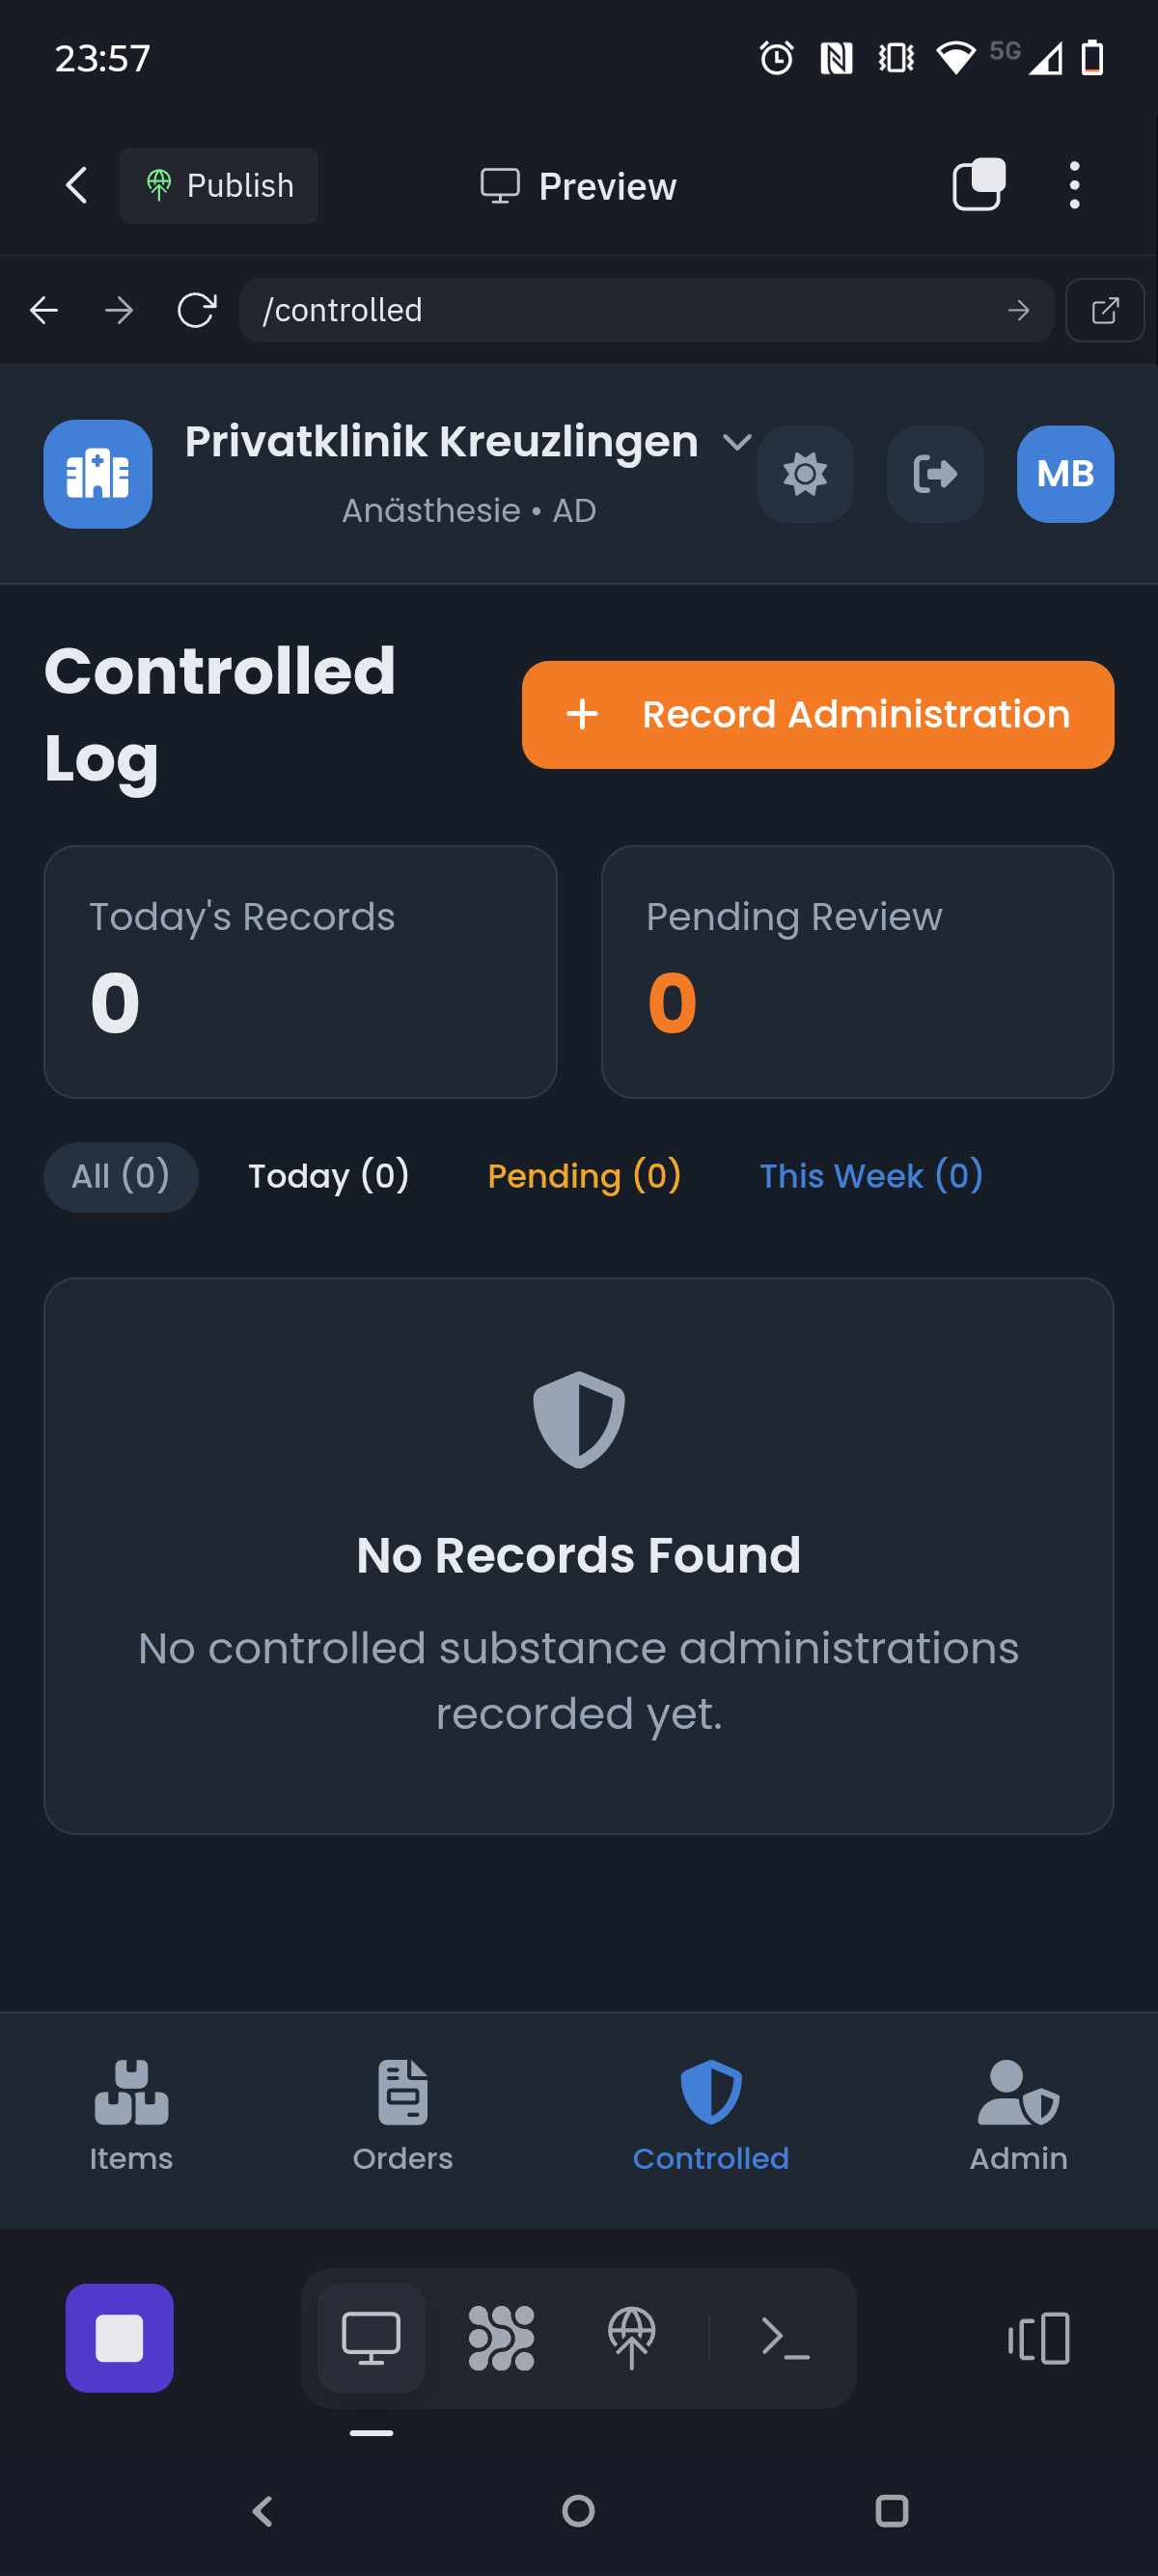 23:57
5G
Publish
Preview
/controlled
Privatklinik Kreuzlingen
Anästhesie • AD
MB
Controlled
Log
+ Record Administration
Today's Records
0
Pending Review
0
All (0)
Today (0)
Pending (0)
This Week (0)
No Records Found
No controlled substance administrations
recorded yet.
Items
Orders
Controlled
Admin